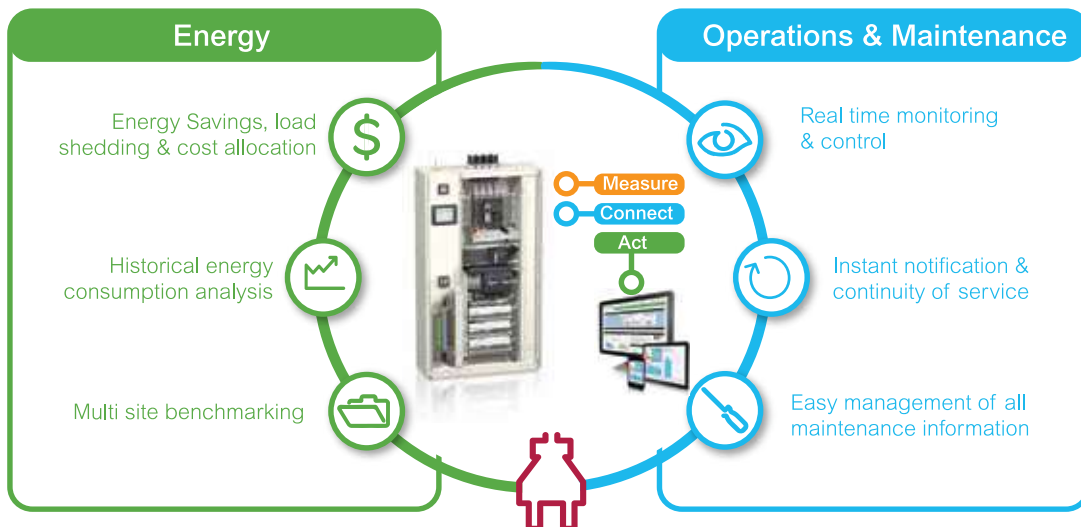 Energy
Energy Savings, load
shedding & cost allocation
Historical energy
consumption analysis
Multi site benchmarking
Measure
Connect
Act
Operations & Maintenance
Real time monitoring
& control
Instant notification &
continuity of service
Easy management of all
maintenance information